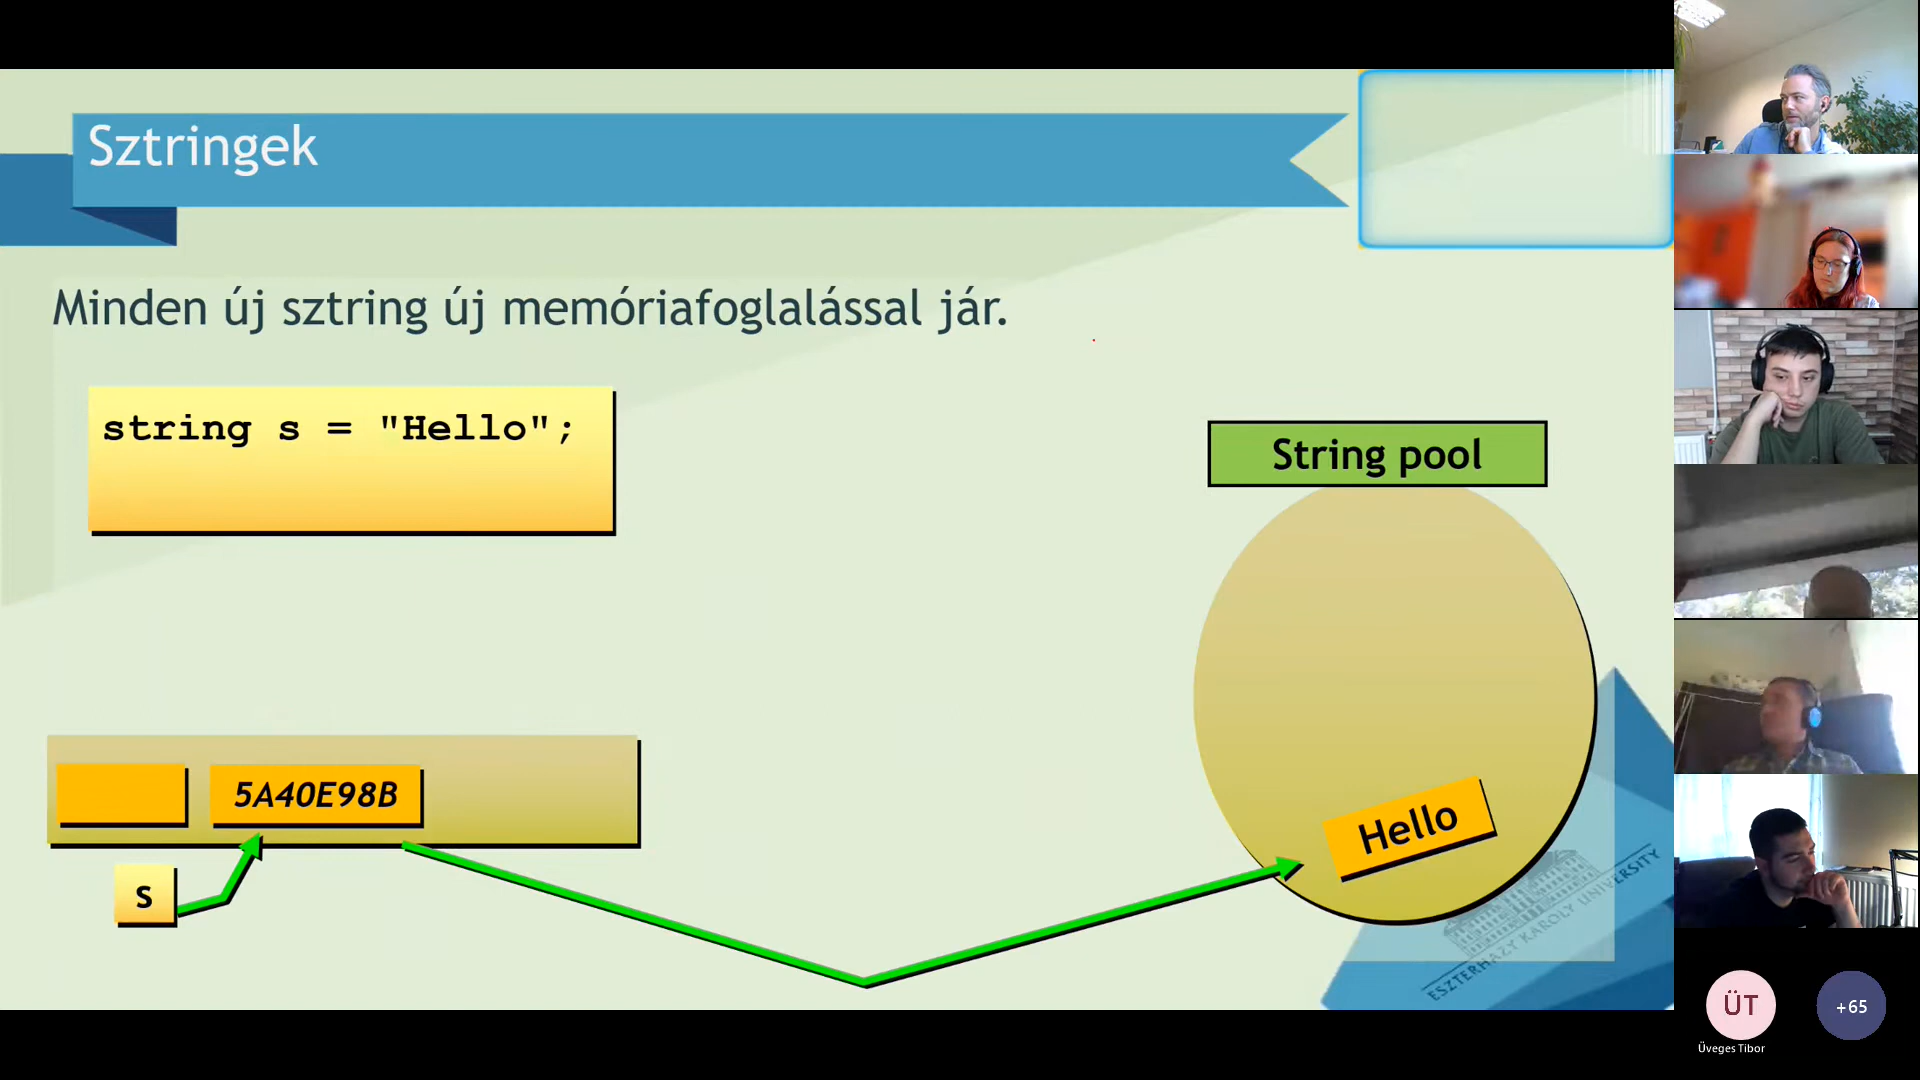 Sztringek
Minden új sztring új memóriafoglalással jár.
string s = "Hello";
String pool
5A40E98B
Hello
s
ESZTERHÁZY KÁROLY UNIVERSITY
ÜT
+65
Üveges Tibor